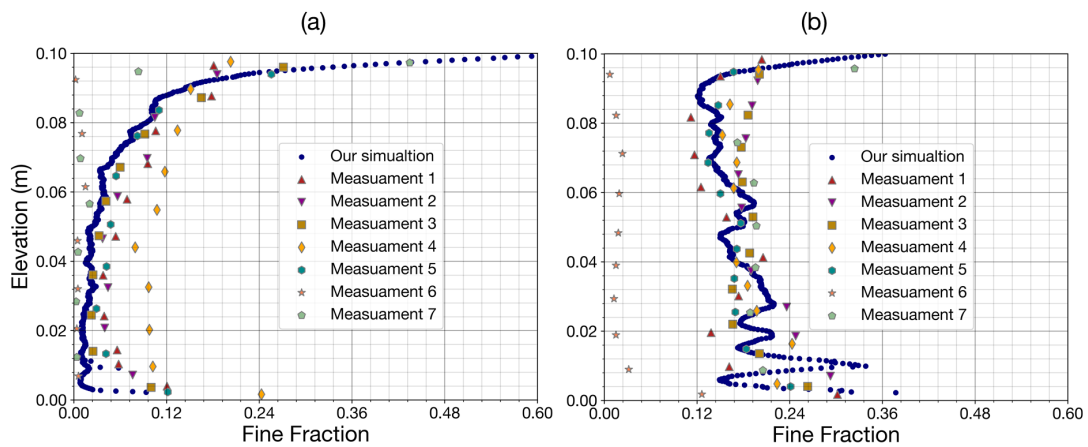 (a)
(b)
Elevation (m)
0.10
0.08
0.06
0.04
0.02
0.00
Our simualtion
Measuament 1
Measuament 2
Measuament 3
Measuament 4
Measuament 5
Measuament 6
Measuament 7
0.00 0.12 0.24 0.36 0.48 0.60
Fine Fraction
0.10
0.08
0.06
0.04
0.02
0.00
Our simualtion
Measuament 1
Measuament 2
Measuament 3
Measuament 4
Measuament 5
Measuament 6
Measuament 7
0.00 0.12 0.24 0.36 0.48 0.60
Fine Fraction